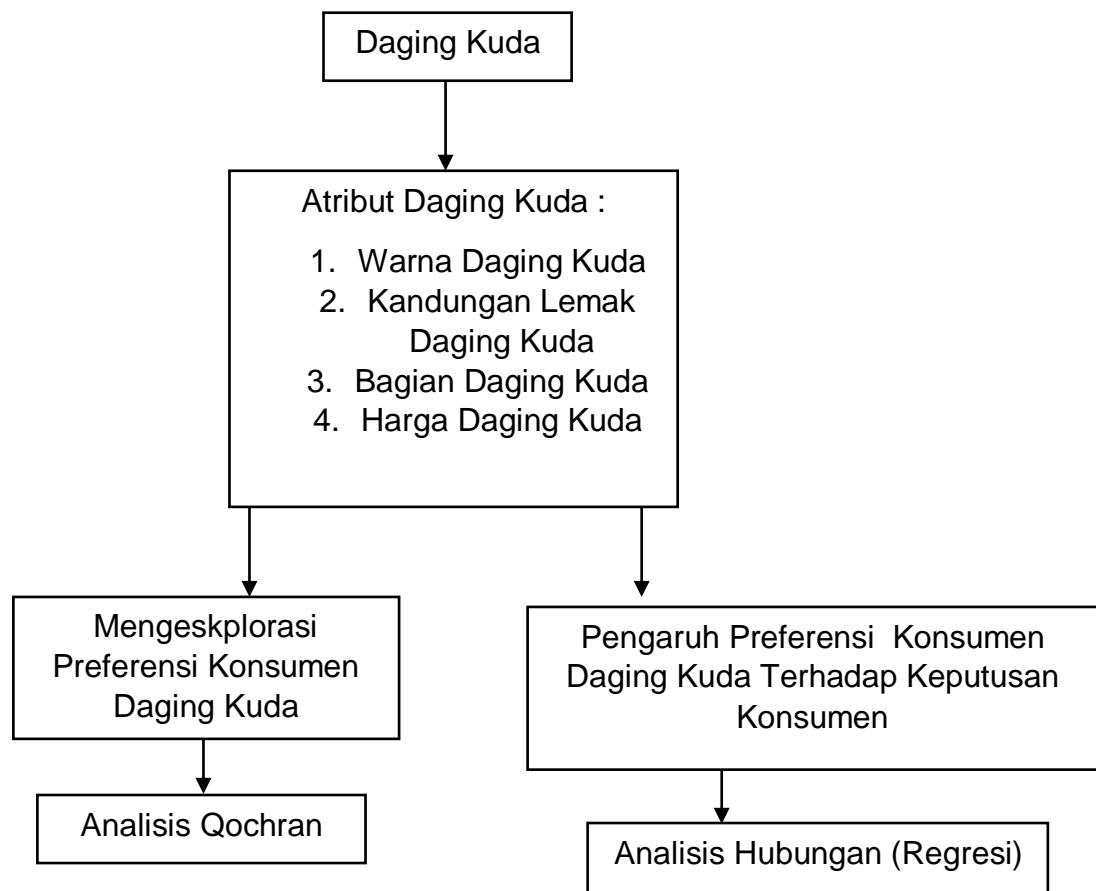 Daging Kuda
Atribut Daging Kuda :
1. Warna Daging Kuda
2. Kandungan Lemak
Daging Kuda
3. Bagian Daging Kuda
4. Harga Daging Kuda
Mengeskplorasi
Preferensi Konsumen
Daging Kuda
Pengaruh Preferensi Konsumen
Daging Kuda Terhadap Keputusan
Konsumen
Analisis Qochran
Analisis Hubungan (Regresi)